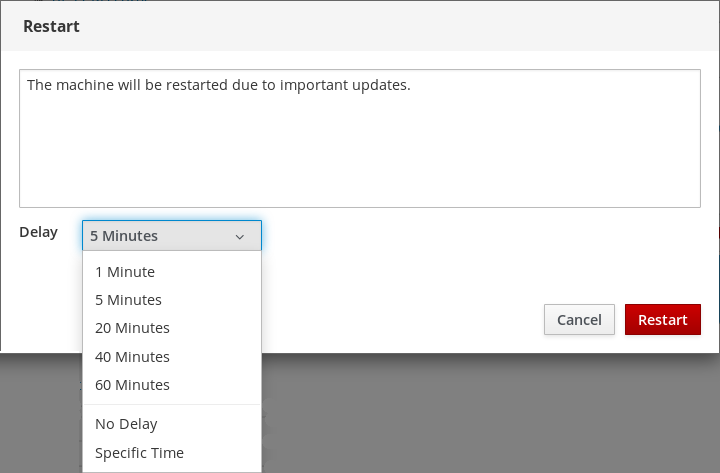 Restart
The machine will be restarted due to important updates.
Delay
5 Minutes
1 Minute
5 Minutes
20 Minutes
40 Minutes
60 Minutes
No Delay
Specific Time
Cancel
Restart